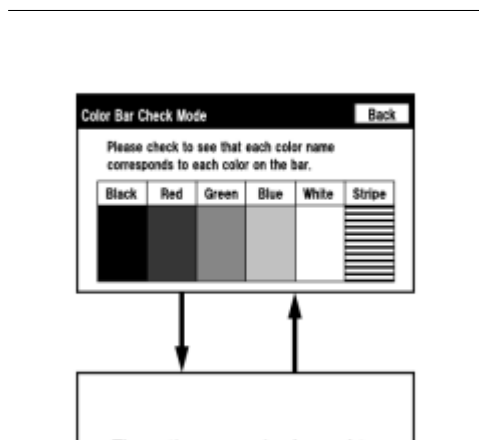 Color Bar Check Mode
Back
Please check to see that each color name
corresponds to each color on the bar.
Black Red Green Blue White Stripe